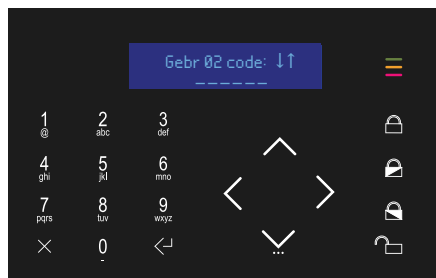 Gebr 02 code: ↓↑
_ _ _ _ _ _
1 2 3
@ abc def
4 5 6
ghi jkl mno
7 8 9
pqrs tuv wxyz
0
-
...